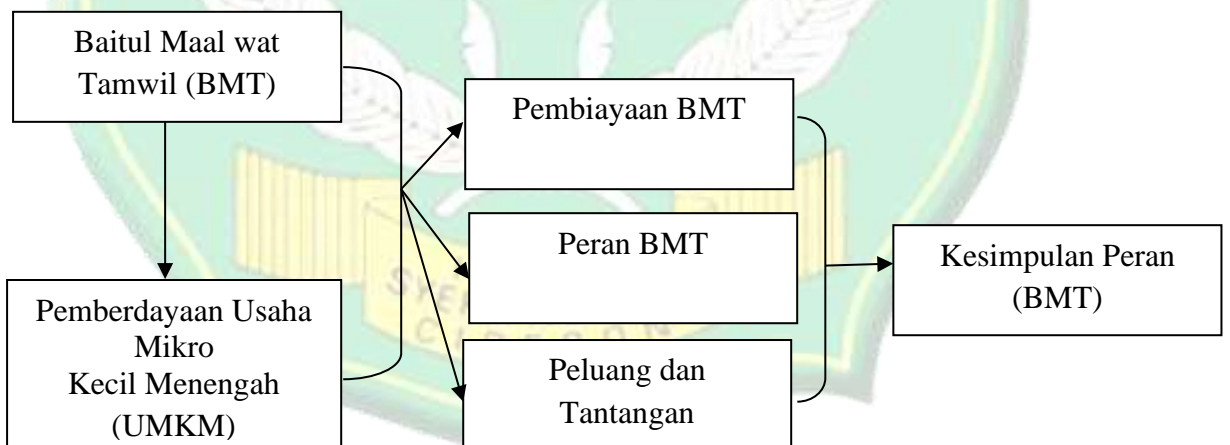 Baitul Maal wat
Tamwil (BMT)
Pemberdayaan Usaha
Mikro
Kecil Menengah
(UMKM)
Pembiayaan BMT
Peran BMT
Peluang dan
Tantangan
Kesimpulan Peran
(BMT)